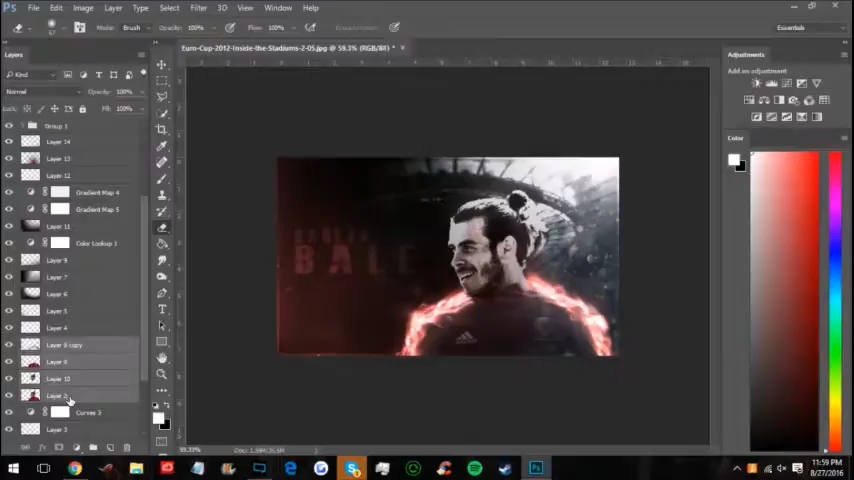 Ps File Edit Image Layer Type Select Filter 3D View Window Help
Mode: Brush Opacity: 100% Flow: 100%
Essentials
Euro-Cup-2012-Inside-the-Stadiums-2-05.jpg @ 59.3% (RGB/8#) *
Layers
Kind
Normal Opacity: 100%
Lock: Fill: 100%
Group 1
Layer 14
Layer 13
Layer 12
Gradient Map 4
Gradient Map 5
Layer 11
Color Lookup 1
Layer 9
Layer 7
Layer 6
Layer 5
Layer 4
Layer 8 copy
Layer 8
Layer 10
Layer 2
Curves 3
Layer 3
BALE
adidas
Adjustments
Add an adjustment
Color
59.33%
11:59 PM
8/27/2016